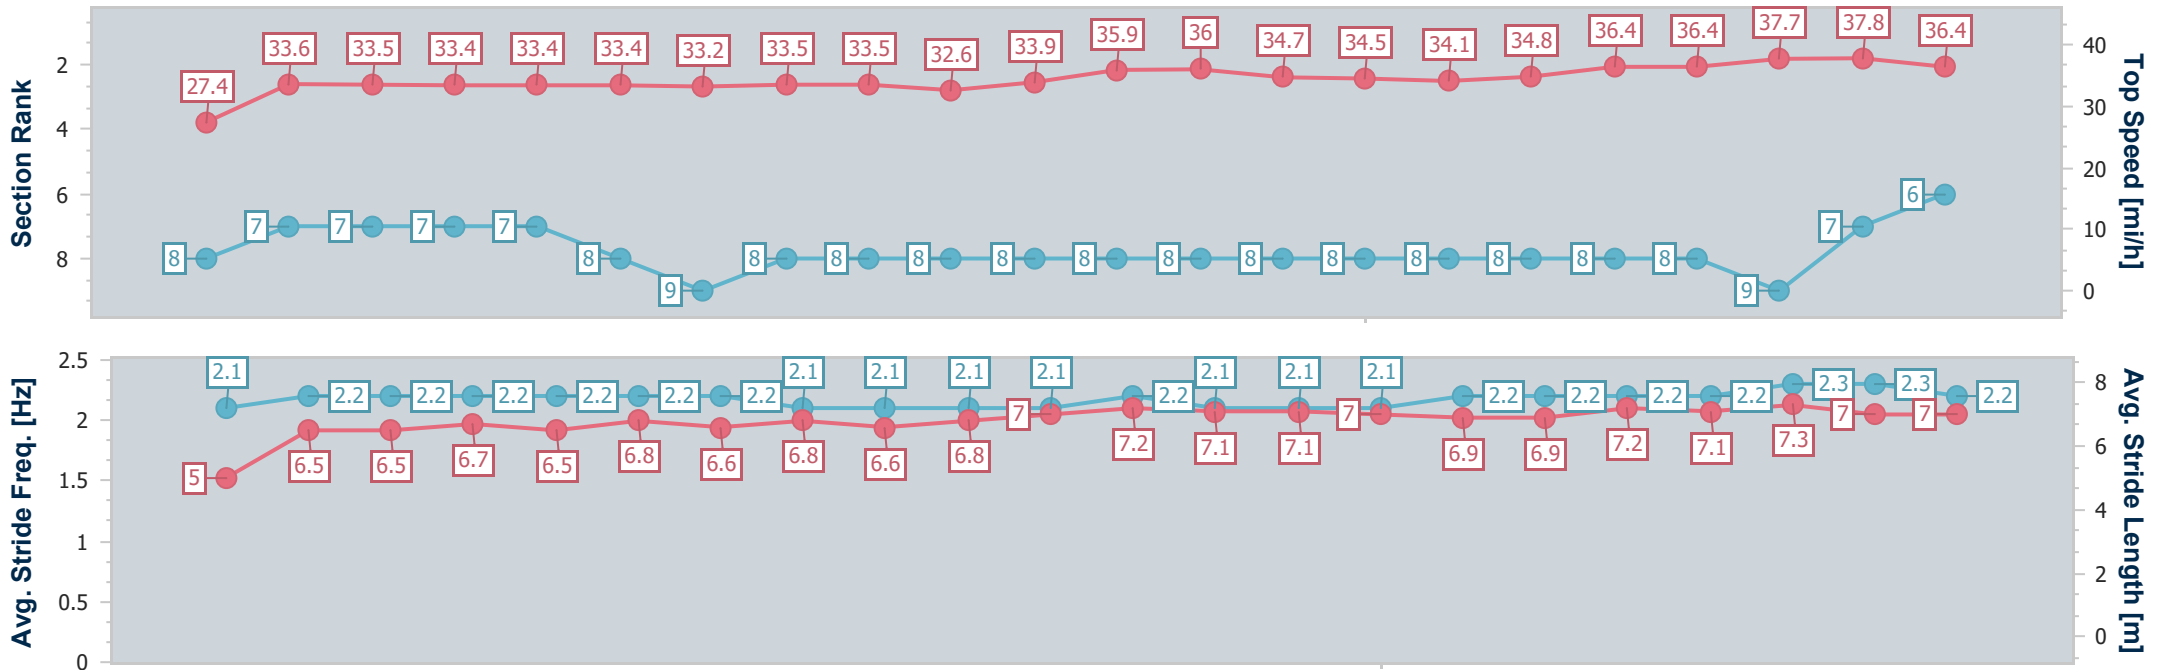 Section Rank
2
4
6
8
27.4 33.6 33.5 33.4 33.4 33.4 33.2 33.5 33.5 32.6 33.9 35.9 36 34.7 34.5 34.1 34.8 36.4 36.4 37.7 37.8 36.4
8 7 7 7 7 8 9 8 8 8 8 8 8 8 8 8 8 8 8 9 7 6
40
30
20
10
0
Top Speed [mi/h]
Avg. Stride Freq. [Hz]
2.5
2
1.5
1
0.5
0
2.1 2.2 2.2 2.2 2.2 2.2 2.2 2.1 2.1 2.1 2.1 2.2 2.1 2.1 2.1 2.2 2.2 2.2 2.2 2.3 2.3 2.2
5 6.5 6.5 6.7 6.5 6.8 6.6 6.8 6.6 6.8 7 7.2 7.1 7.1 7 6.9 6.9 7.2 7.1 7.3 7 7
8
6
4
2
0
Avg. Stride Length [m]